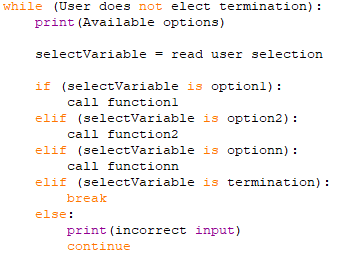 while (User does not elect termination):
    print(Available options)

    selectVariable = read user selection

    if (selectVariable is option1):
        call function1
    elif (selectVariable is option2):
        call function2
    elif (selectVariable is optionn):
        call functionn
    elif (selectVariable is termination):
        break
    else:
        print(incorrect input)
        continue